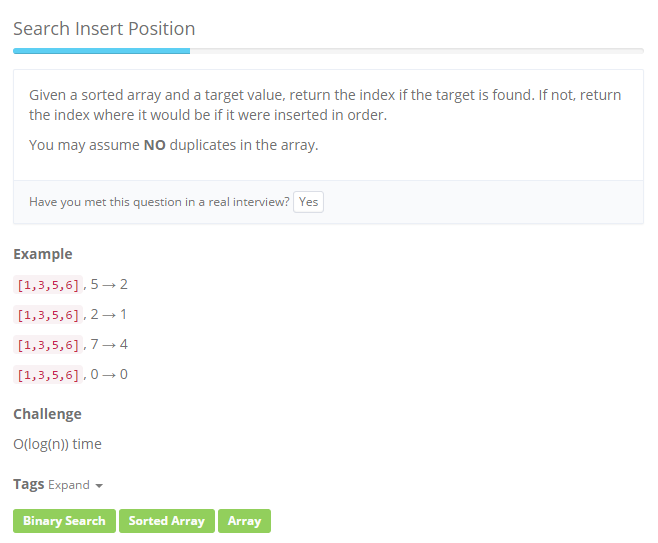 Search Insert Position
Given a sorted array and a target value, return the index if the target is found. If not, return
the index where it would be if it were inserted in order.
You may assume NO duplicates in the array.
Have you met this question in a real interview? Yes
Example
[1,3,5,6], 5 → 2
[1,3,5,6], 2 → 1
[1,3,5,6], 7 → 4
[1,3,5,6], 0 → 0
Challenge
O(log(n)) time
Tags Expand
Binary Search Sorted Array Array